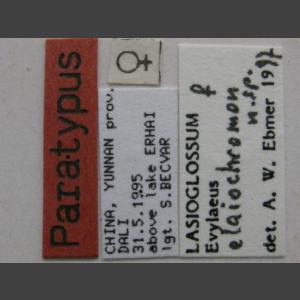 Paratypus
♀
CHINA, YUNNAN prov.
DALI
31.5.1995
above lake ERHAI
lgt. S.BECVAR
LASIOGLOSSUM ♀
Evylaeus
elaiochromon
n.sp.
det. A. W. Ebmer 1997